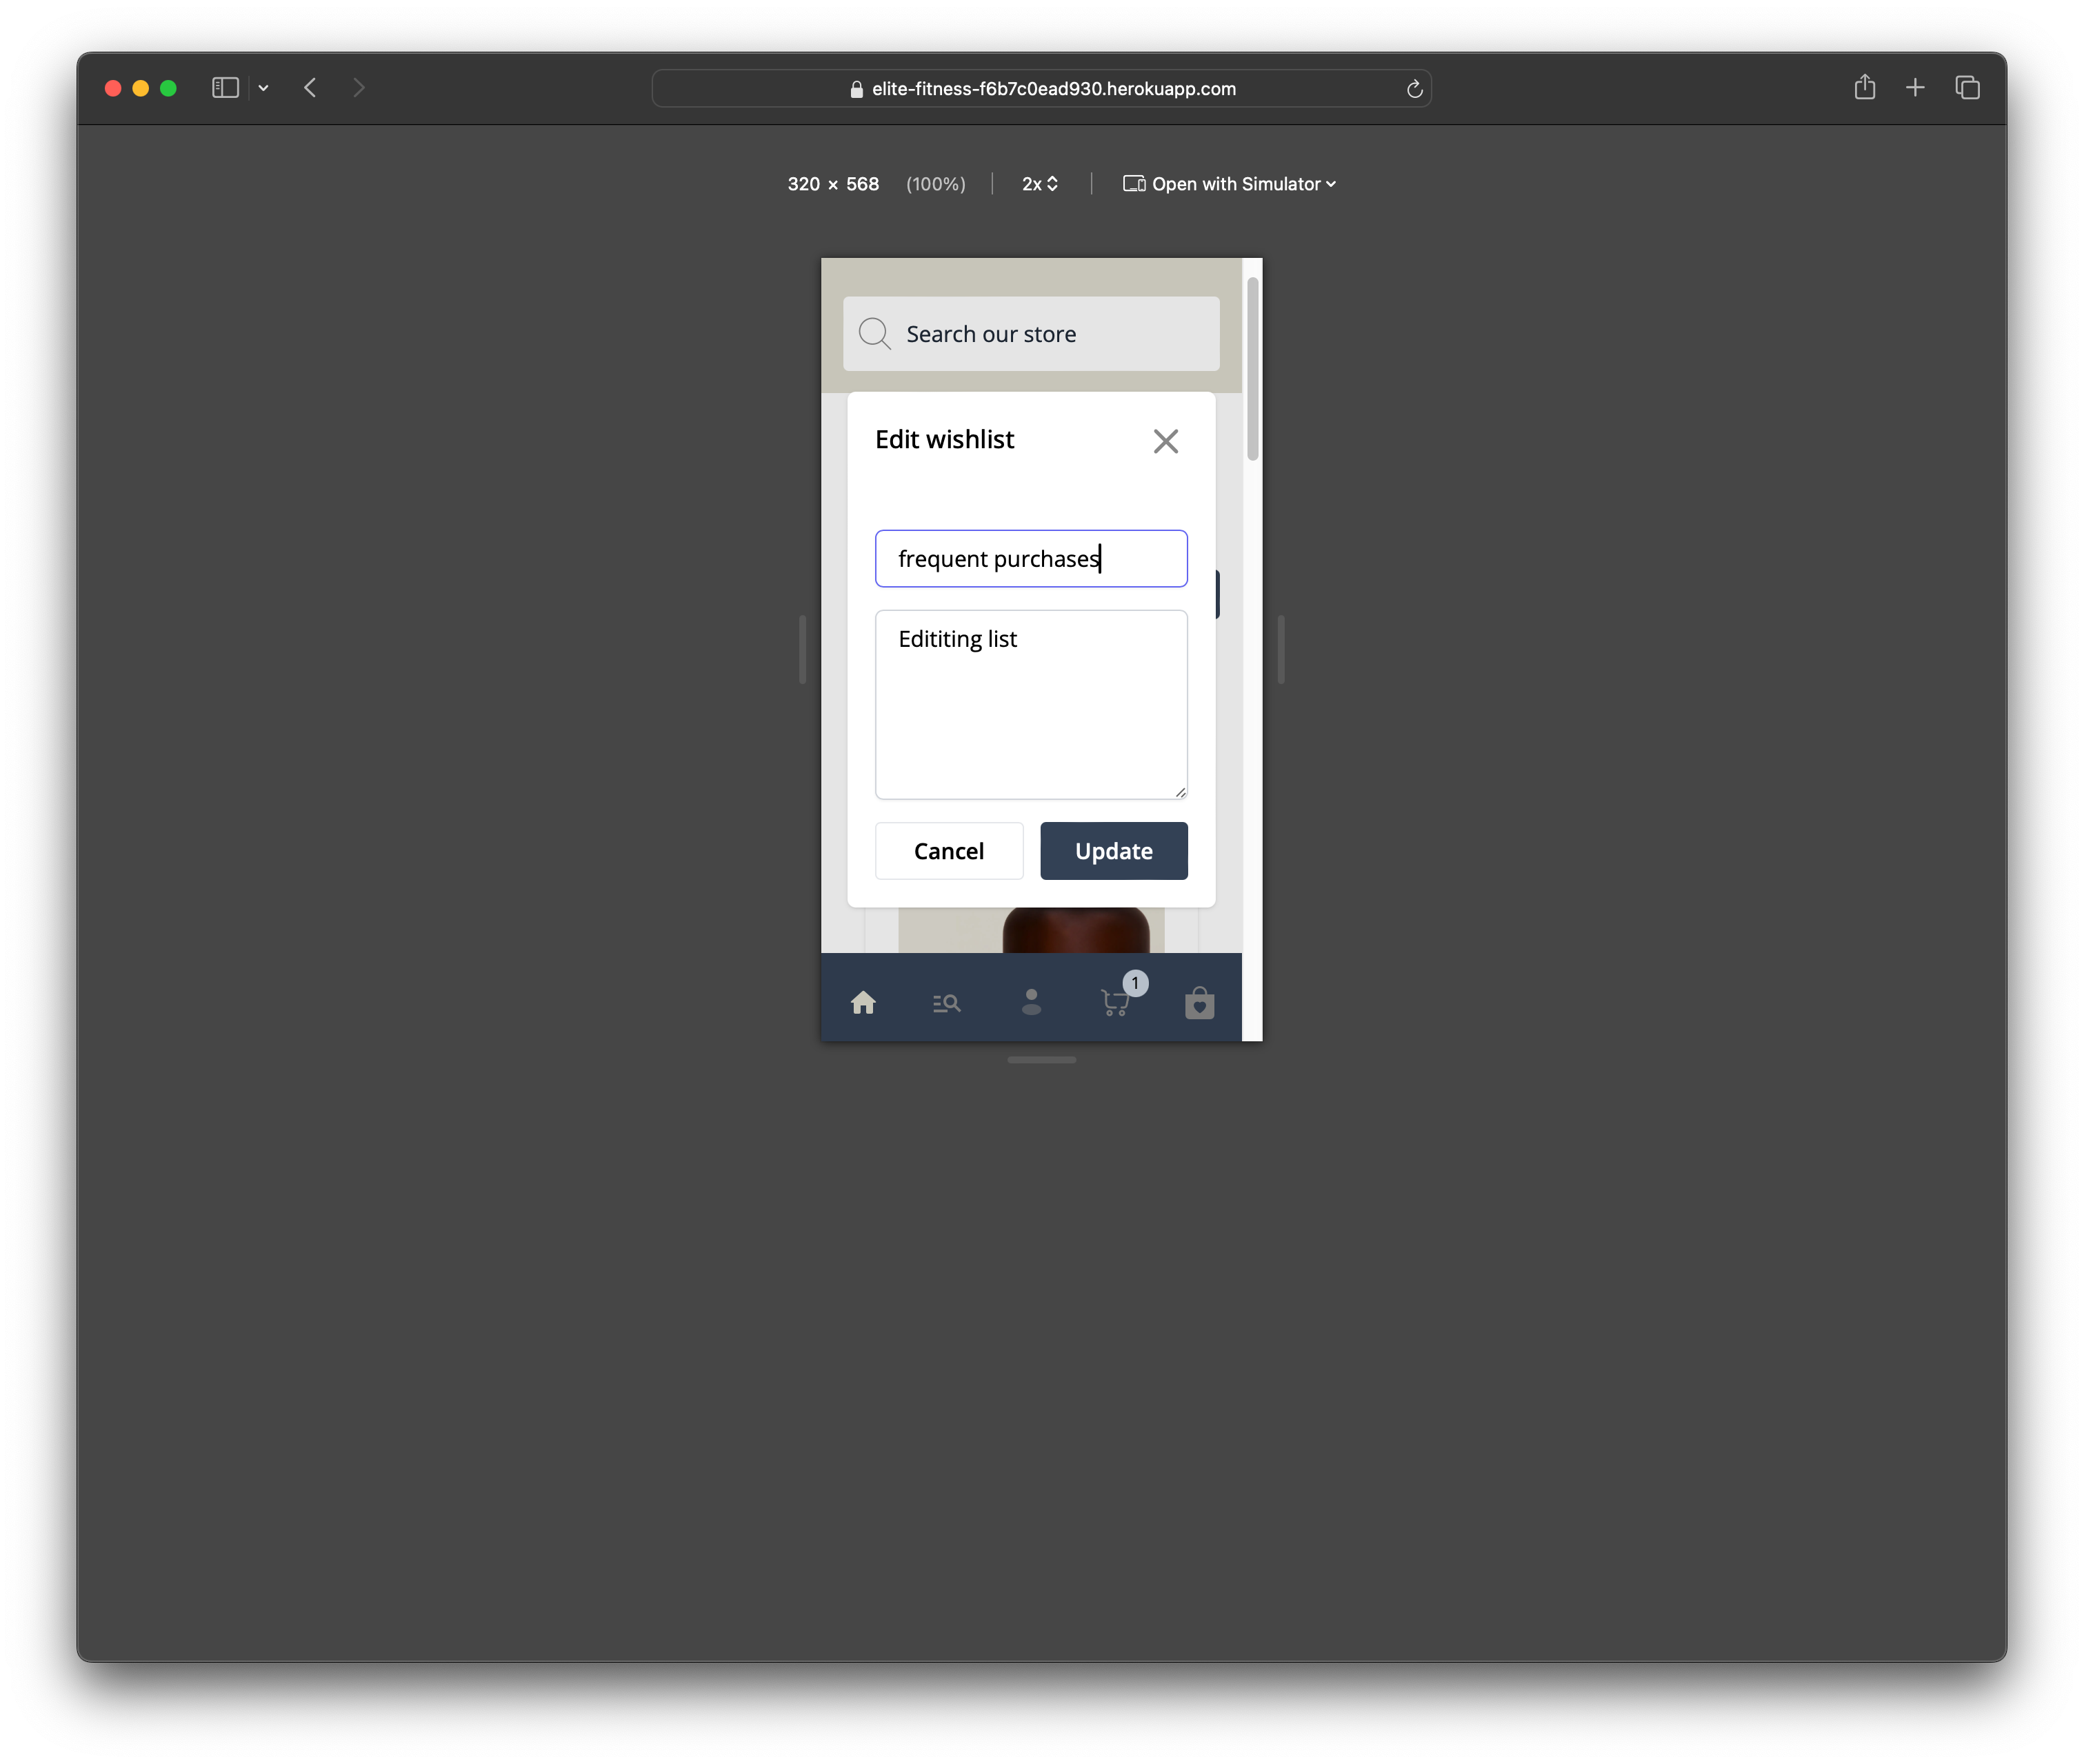 elite-fitness-f6b7c0ead930.herokuapp.com
320 × 568 (100%) 2x Open with Simulator
Search our store
Edit wishlist
frequent purchases
Edititing list
Cancel Update
1